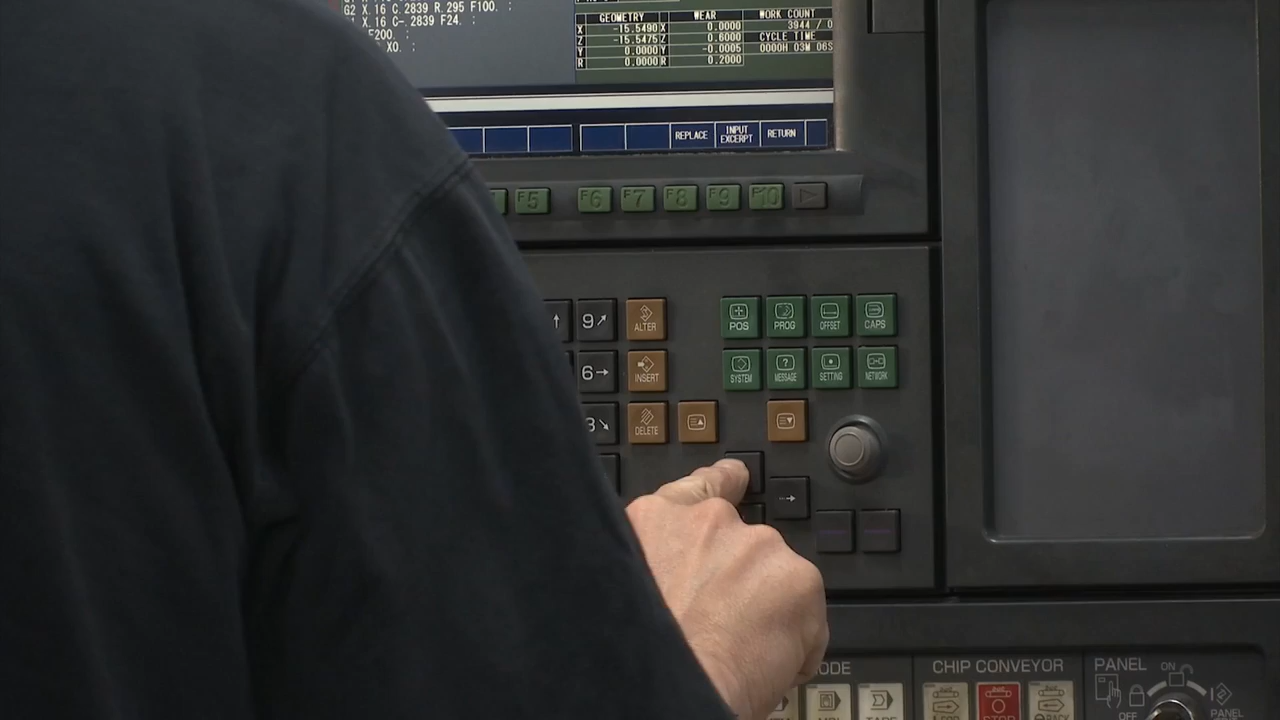 G2 X.16 C.2839 R.295 F100. :
X.16 C-.2839 F24. :
F200. :
X0. :
GEOMETRY WEAR WORK COUNT
X -15.5490 X 0.0000 3944 / 0
Z -15.5475 Z 0.6000 CYCLE TIME
Y 0.0000 Y -0.0005 0000H 03M 06S
R 0.0000 R 0.2000
REPLACE INPUT EXCERPT RETURN
F5 F6 F7 F8 F9 F10
9 ALTER POS PROG OFFSET CAPS
6 INSERT SYSTEM MESSAGE SETTING NETWORK
3 DELETE
CHIP CONVEYOR PANEL
ON
OFF
PANEL
STOP